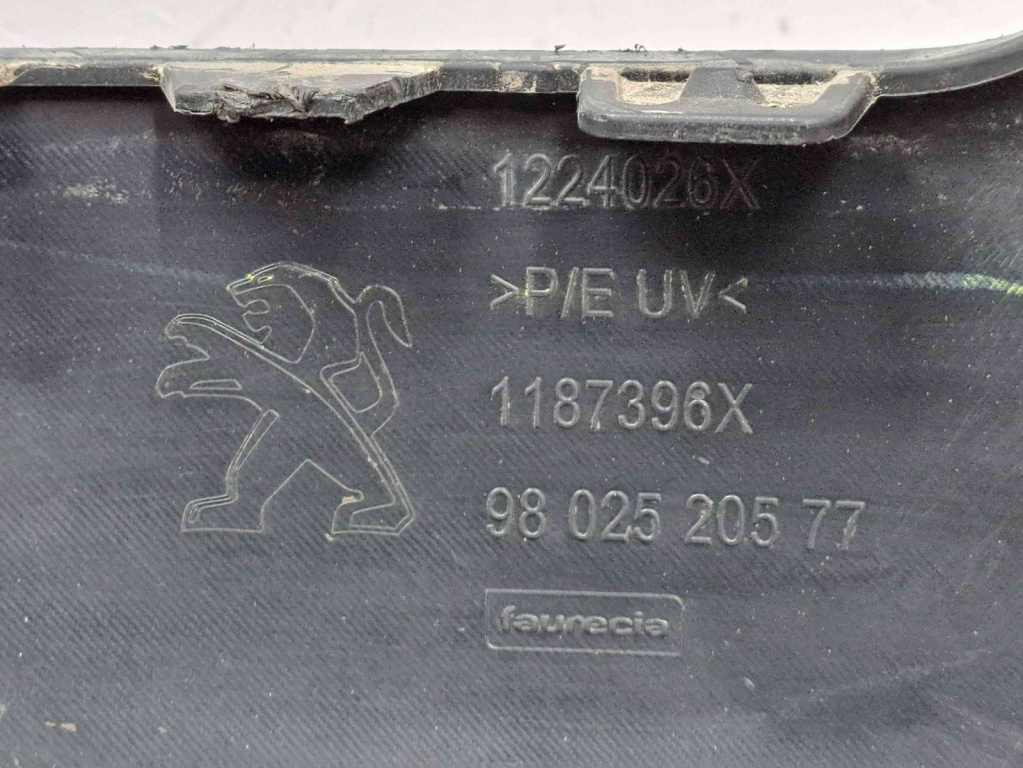 1224026X
>P/E UV<
1187396X
98 025 205 77
faurecia